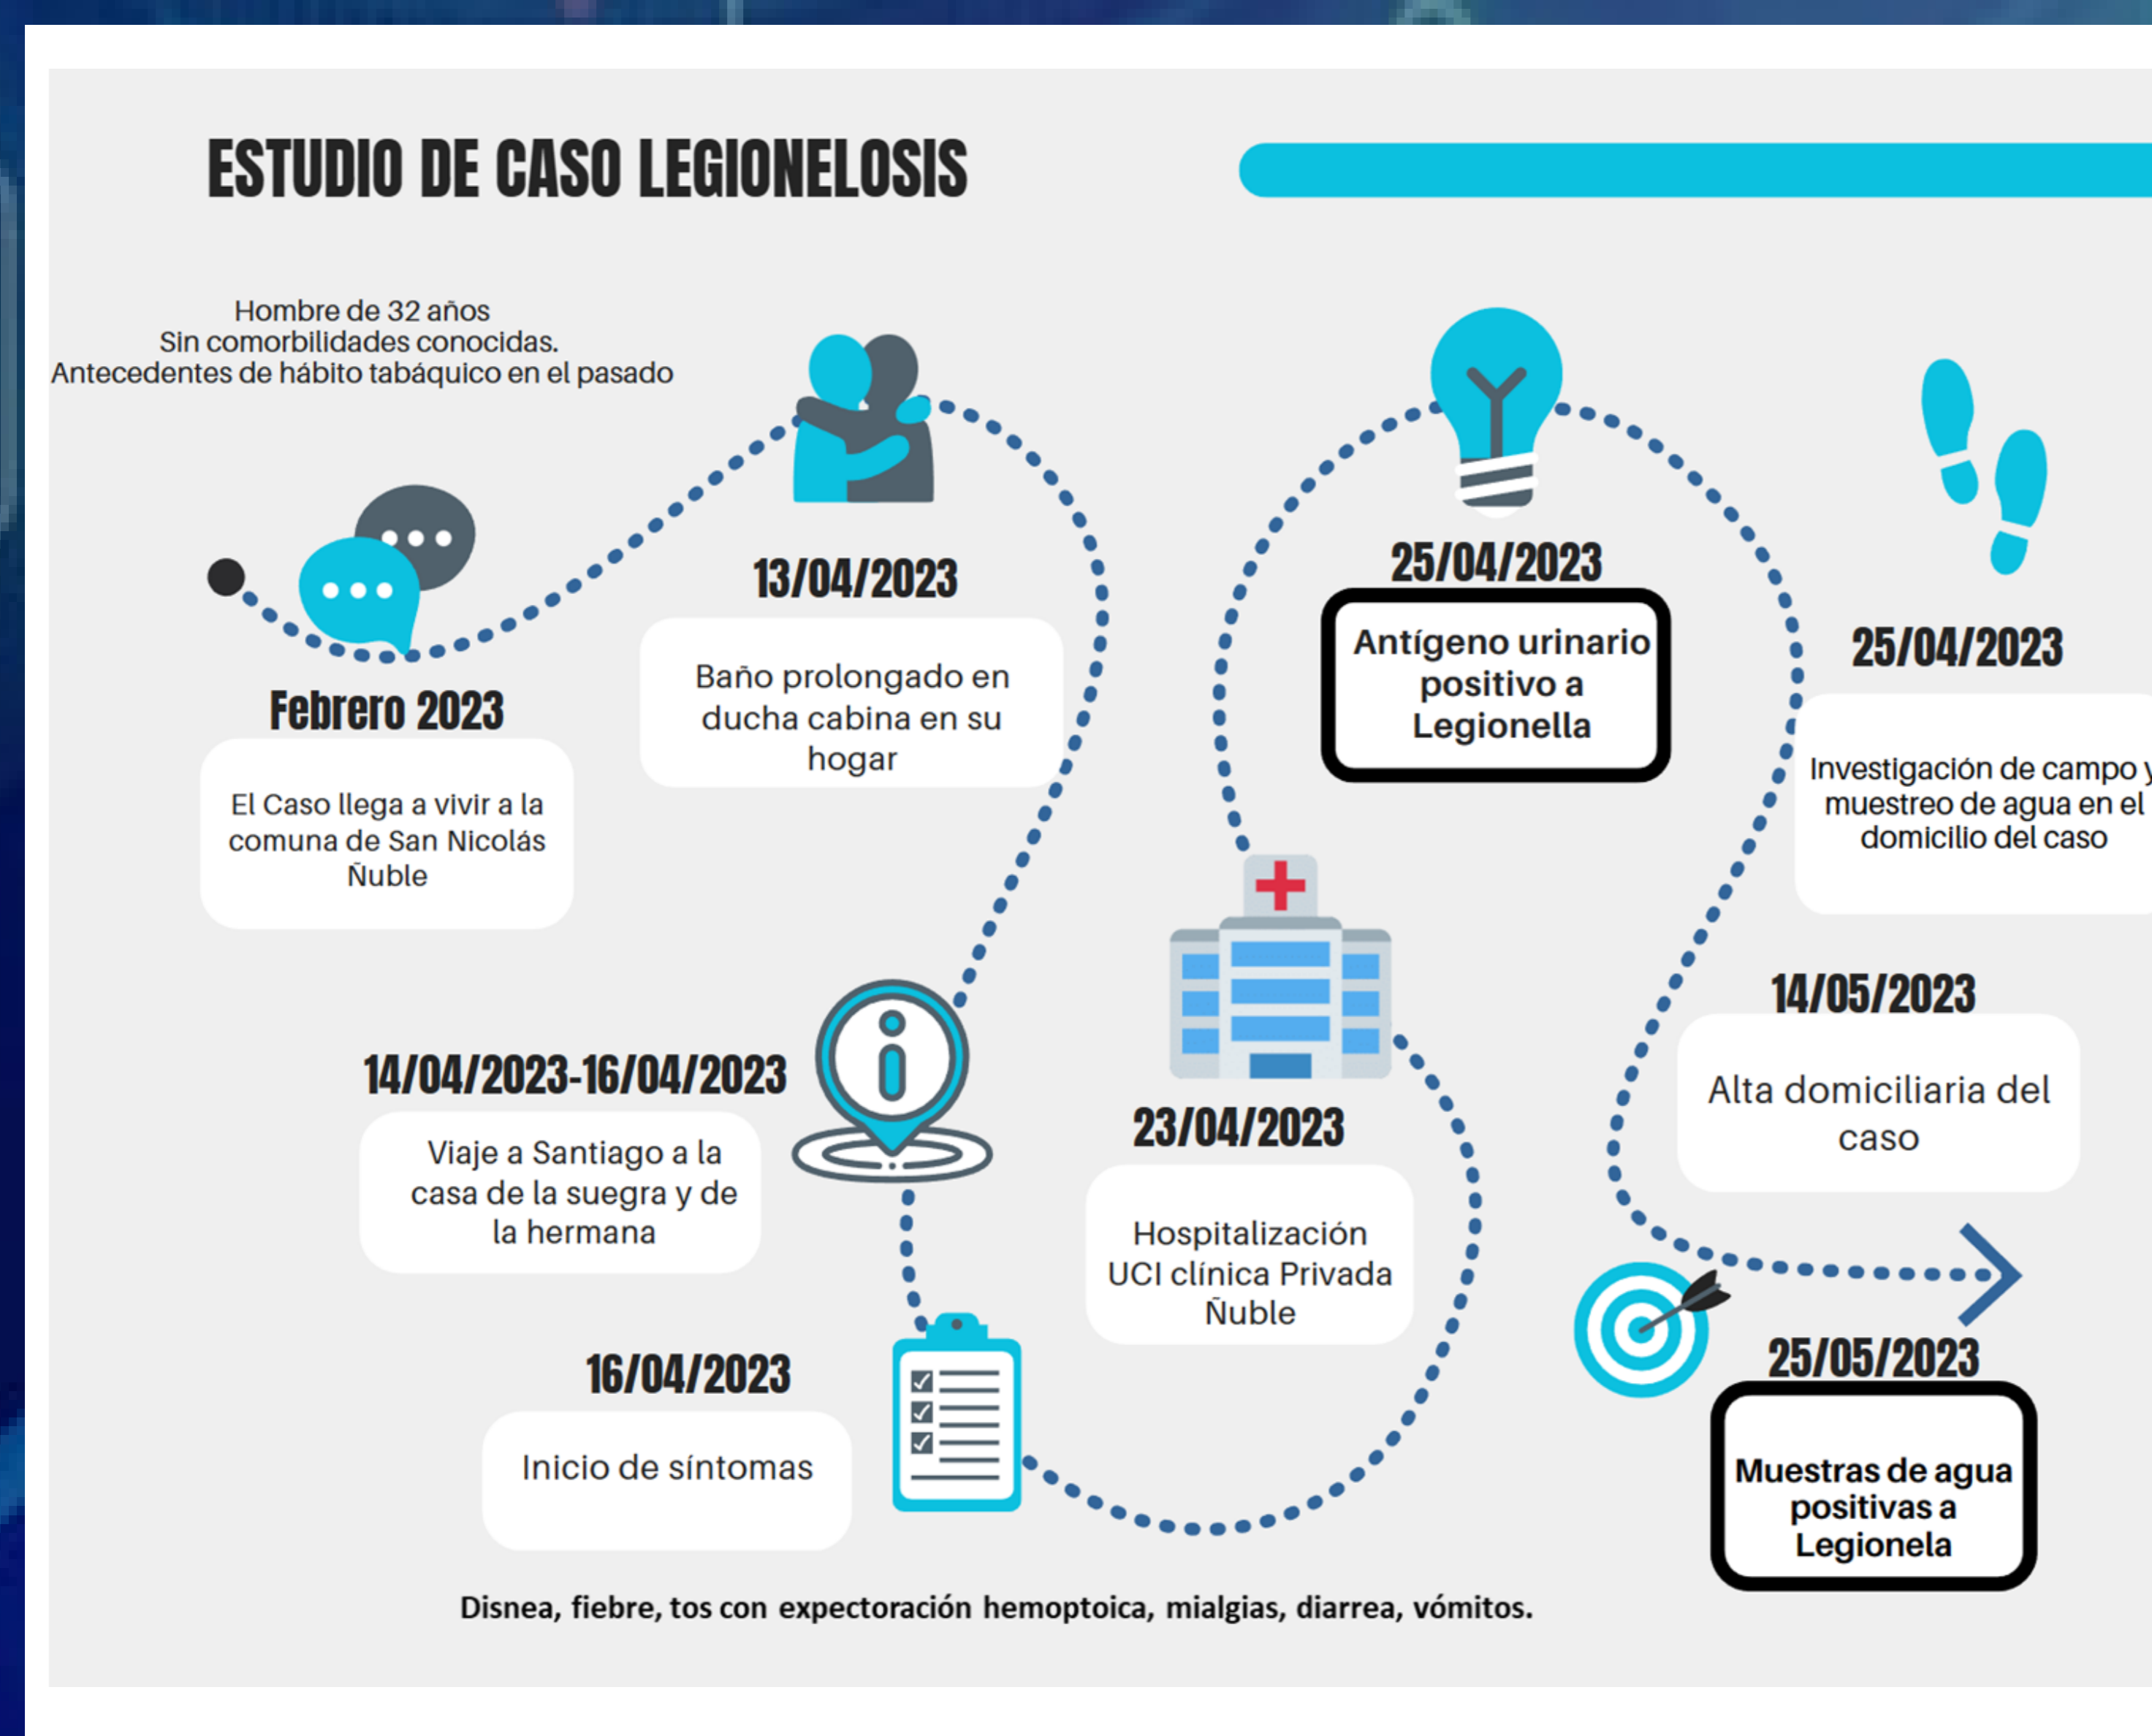 ESTUDIO DE CASO LEGIONELOSIS
Hombre de 32 años
Sin comorbilidades conocidas.
Antecedentes de hábito tabáquico en el pasado
Febrero 2023
El Caso llega a vivir a la
comuna de San Nicolás
Ñuble
13/04/2023
Baño prolongado en
ducha cabina en su
hogar
14/04/2023-16/04/2023
Viaje a Santiago a la
casa de la suegra y de
la hermana
16/04/2023
Inicio de síntomas
Disnea, fiebre, tos con expectoración hemoptoica, mialgias, diarrea, vómitos.
23/04/2023
Hospitalización
UCI clínica Privada
Ñuble
25/04/2023
Antígeno urinario
positivo a
Legionella
25/04/2023
Investigación de campo y
muestreo de agua en el
domicilio del caso
14/05/2023
Alta domiciliaria del
caso
25/05/2023
Muestras de agua
positivas a
Legionela